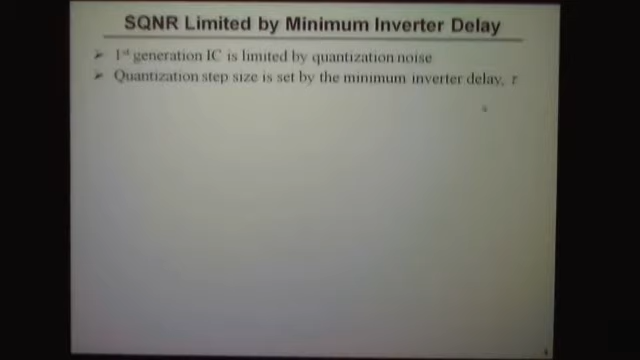 SQNR Limited by Minimum Inverter Delay
➢ 1st generation IC is limited by quantization noise
➢ Quantization step size is set by the minimum inverter delay, τ